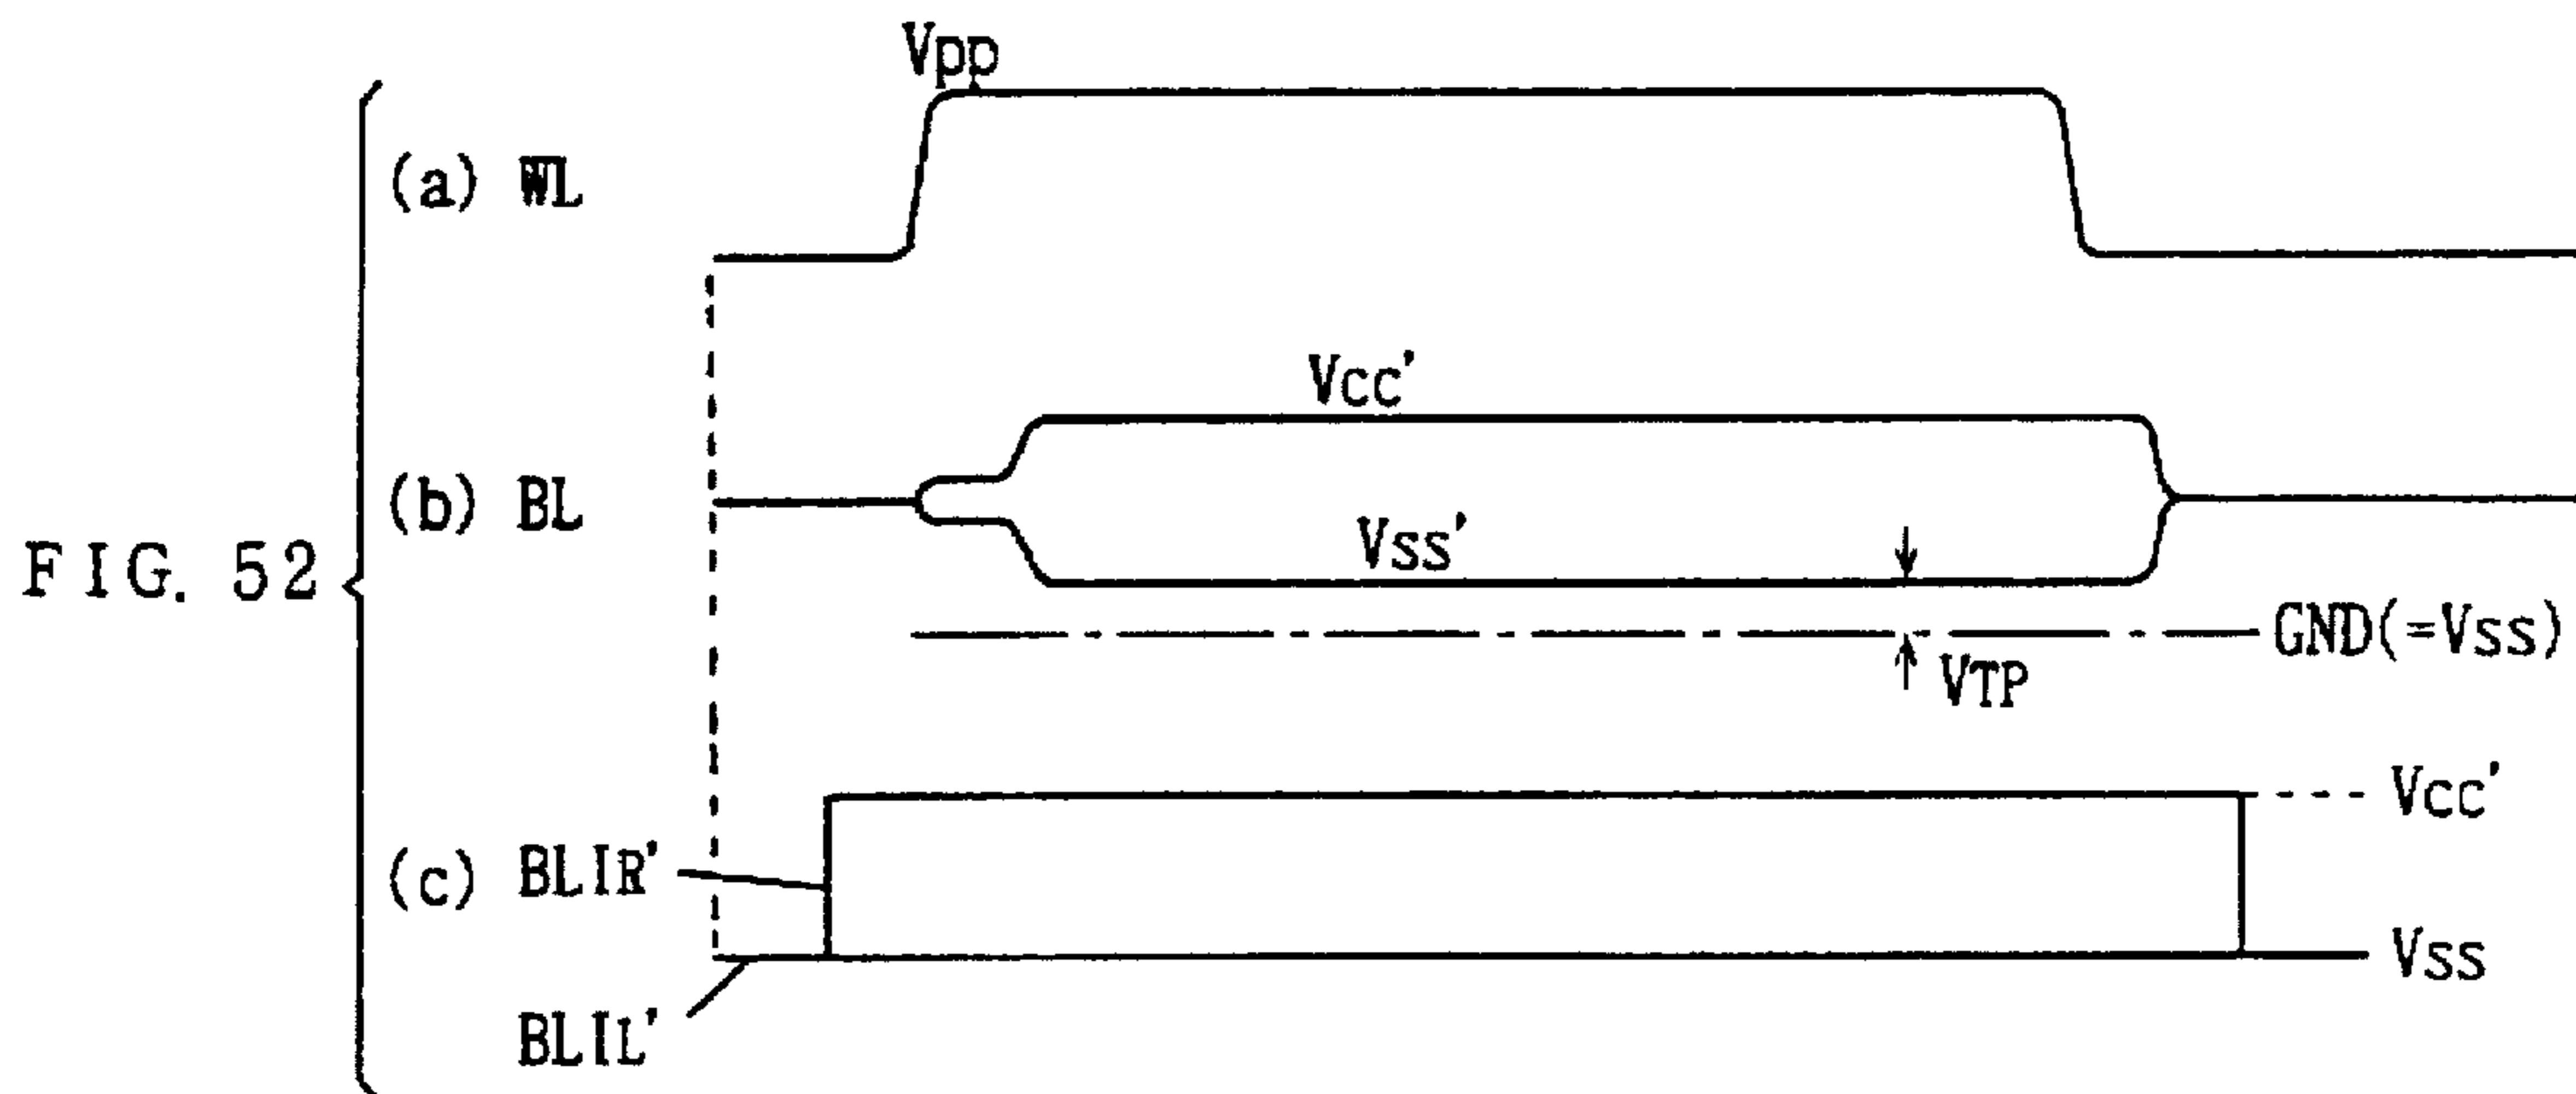 FIG. 52
(a) WL
Vpp
(b) BL
Vcc'
Vss'
GND(=Vss)
VTP
(c) BLIR'
Vcc'
Vss
BLIL'